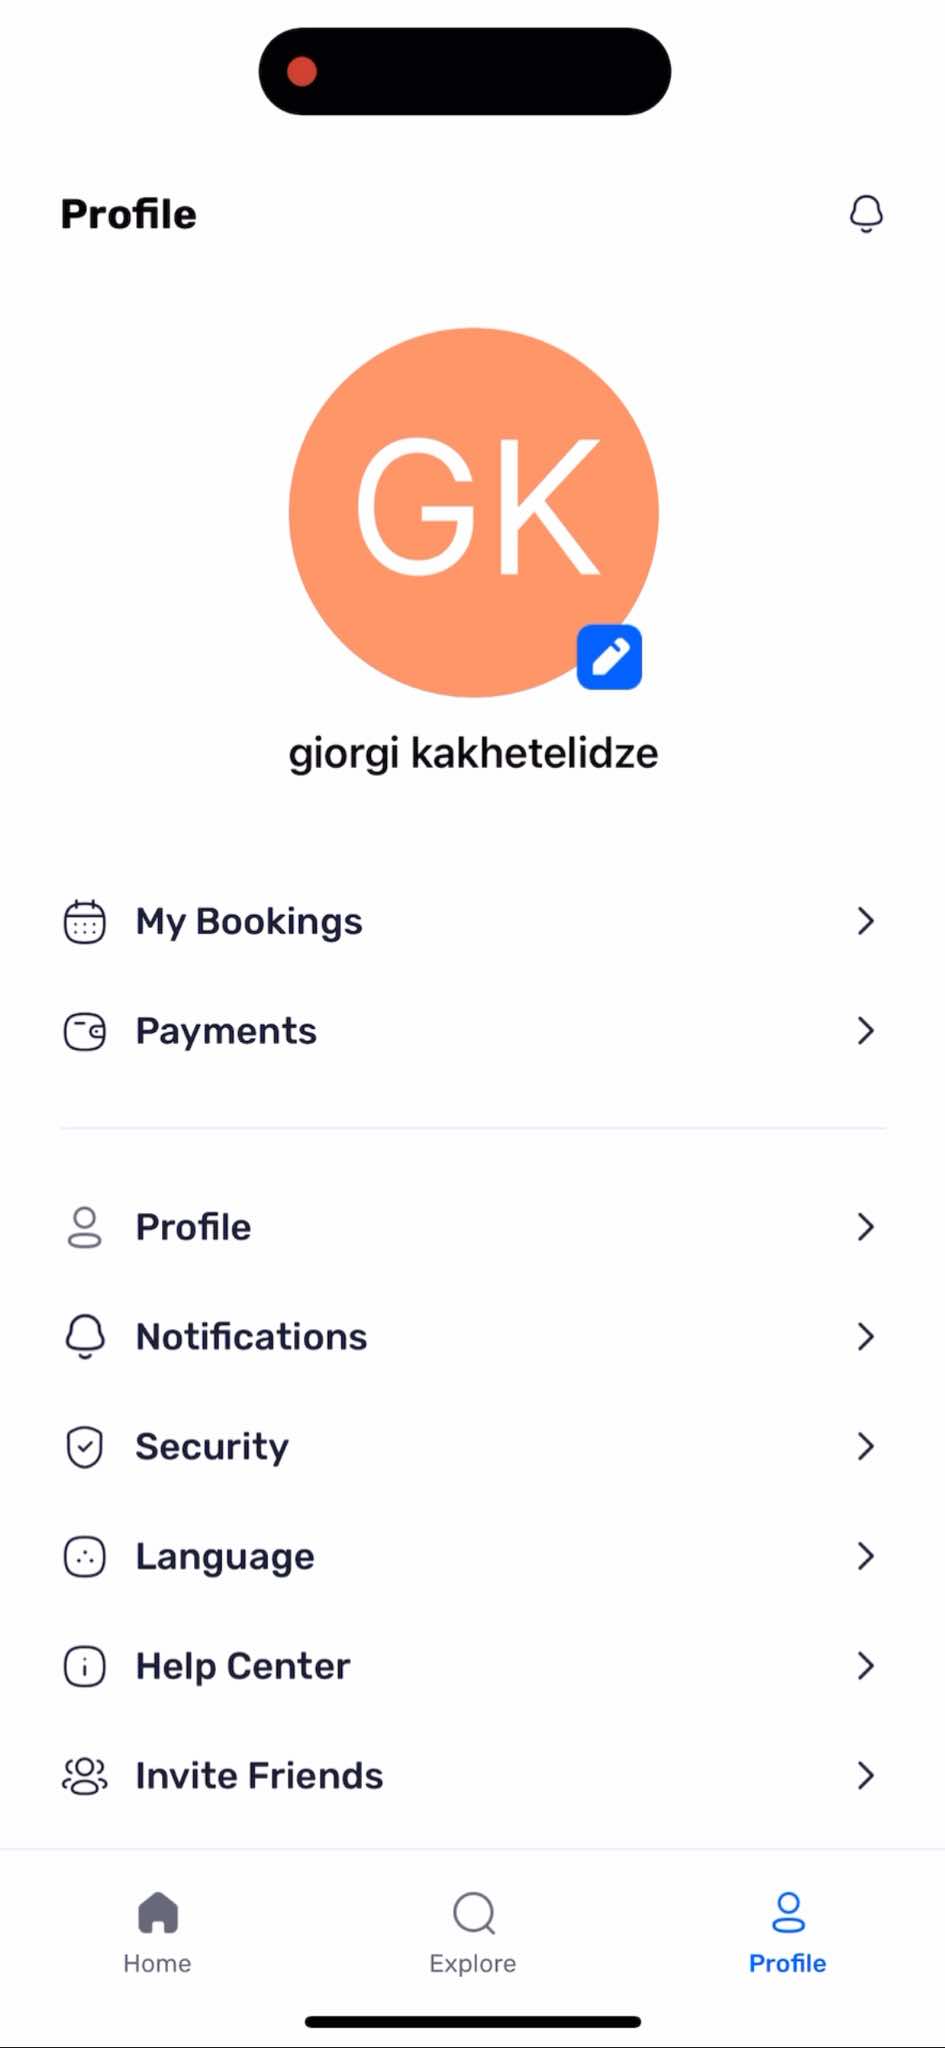 Profile
GK
giorgi kakhetelidze
My Bookings
Payments
Profile
Notifications
Security
Language
Help Center
Invite Friends
Home
Explore
Profile